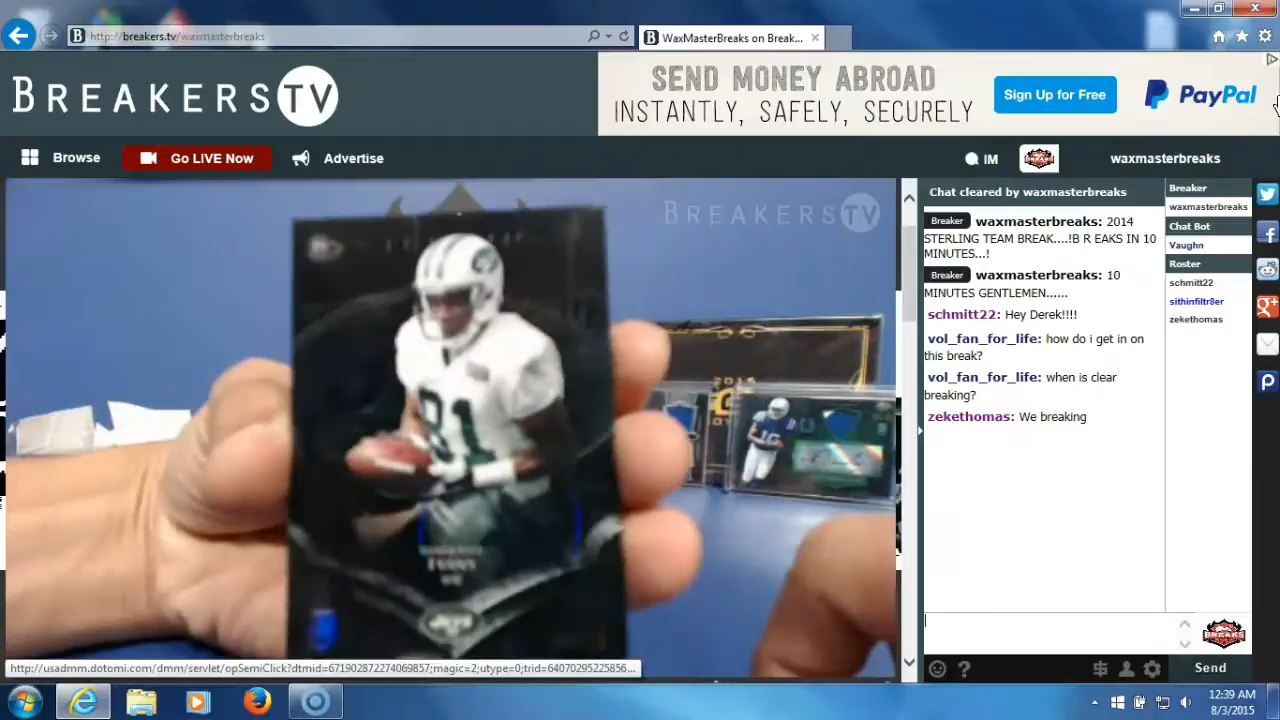 http://breakers.tv/waxmasterbreaks
WaxMasterBreaks on Break...
BREAKERS TV
SEND MONEY ABROAD
INSTANTLY, SAFELY, SECURELY
Sign Up for Free
PayPal
Browse
Go LIVE Now
Advertise
IM
waxmasterbreaks
BREAKERS TV
81
EVANS
JETS
Chat cleared by waxmasterbreaks
Breaker waxmasterbreaks: 2014
STERLING TEAM BREAK....!B R EAKS IN 10
MINUTES...!
Breaker waxmasterbreaks: 10
MINUTES GENTLEMEN......
schmitt22: Hey Derek!!!!
vol_fan_for_life: how do i get in on
this break?
vol_fan_for_life: when is clear
breaking?
zekethomas: We breaking
Breaker
waxmasterbreaks
Chat Bot
Vaughn
Roster
schmitt22
sithinfiltr8er
zekethomas
BREAKS
Send
http://usadmm.dotomi.com/dmm/servlet/opSemiClick?dtmid=671902872274069857;magic=2;utype=0;trid=64070295225856...
12:39 AM
8/3/2015